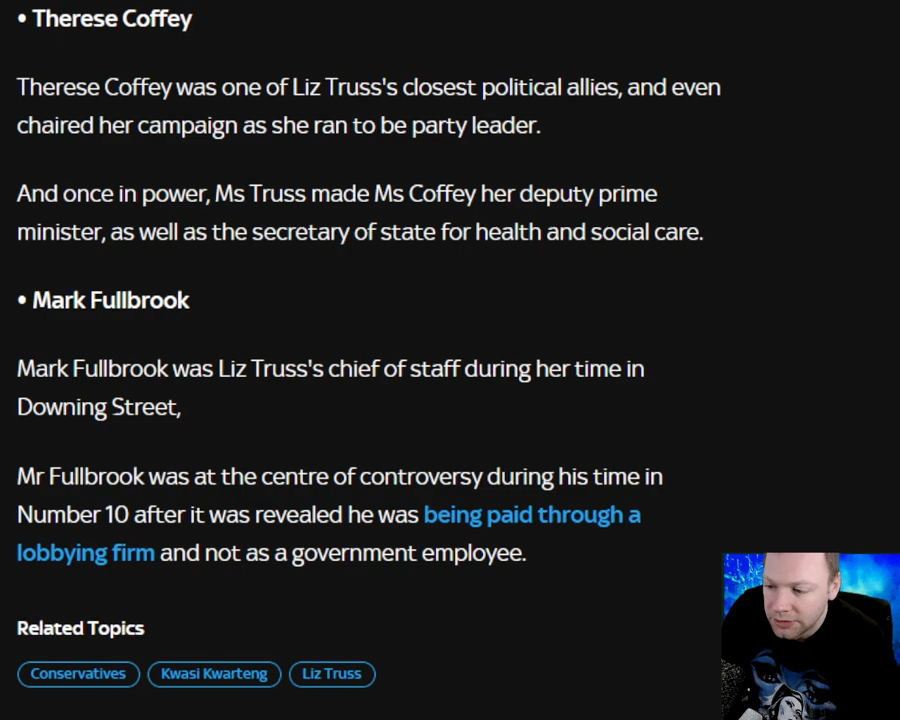 • Therese Coffey
Therese Coffey was one of Liz Truss's closest political allies, and even
chaired her campaign as she ran to be party leader.
And once in power, Ms Truss made Ms Coffey her deputy prime
minister, as well as the secretary of state for health and social care.
• Mark Fullbrook
Mark Fullbrook was Liz Truss's chief of staff during her time in
Downing Street,
Mr Fullbrook was at the centre of controversy during his time in
Number 10 after it was revealed he was being paid through a
lobbying firm and not as a government employee.
Related Topics
Conservatives Kwasi Kwarteng Liz Truss